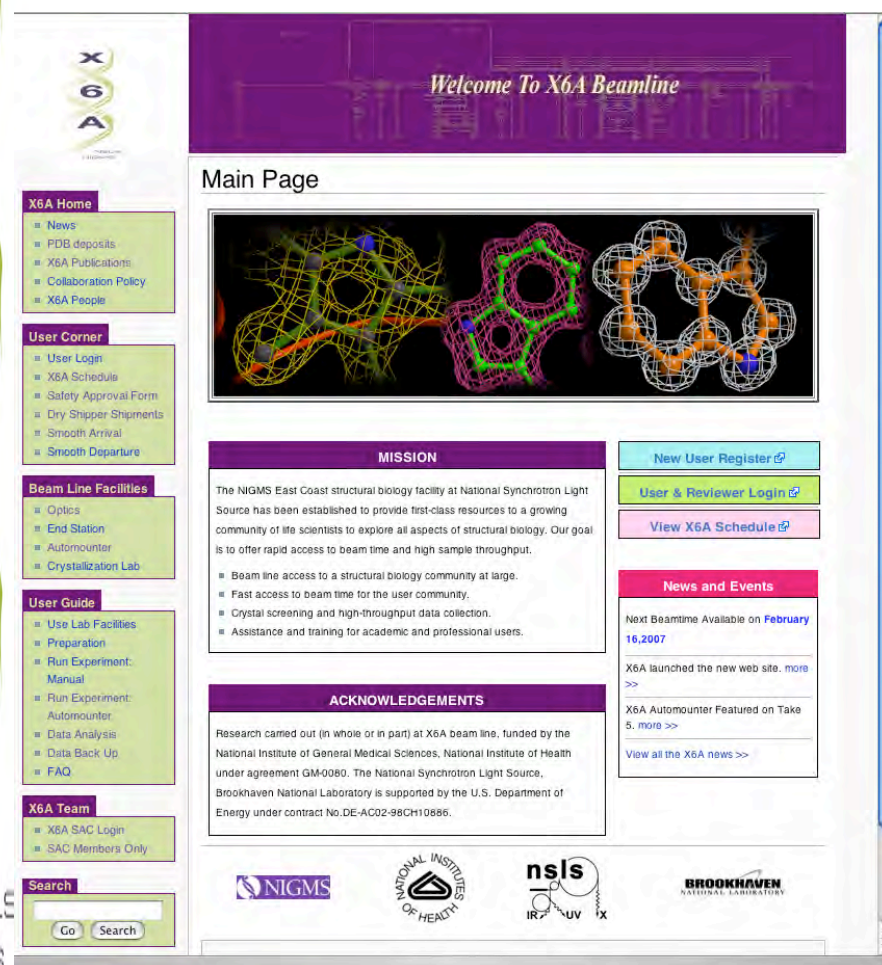 X
6
A
Welcome To X6A Beamline
Main Page
X6A Home
News
PDB deposits
X6A Publications
Collaboration Policy
X6A People
User Corner
User Login
X6A Schedule
Safety Approval Form
Dry Shipper Shipments
Smooth Arrival
Smooth Departure
Beam Line Facilities
Optics
End Station
Automounter
Crystallization Lab
User Guide
Use Lab Facilities
Preparation
Run Experiment:
Manual
Run Experiment:
Automounter
Data Analysis
Data Back Up
FAQ
X6A Team
X6A SAC Login
SAC Members Only
Search
Go Search
MISSION
The NIGMS East Coast structural biology facility at National Synchrotron Light
Source has been established to provide first-class resources to a growing
community of life scientists to explore all aspects of structural biology. Our goal
is to offer rapid access to beam time and high sample throughput.
Beam line access to a structural biology community at large.
Fast access to beam time for the user community.
Crystal screening and high-throughput data collection.
Assistance and training for academic and professional users.
ACKNOWLEDGEMENTS
Research carried out (in whole or in part) at X6A beam line, funded by the
National Institute of General Medical Sciences, National Institute of Health
under agreement GM-0080. The National Synchrotron Light Source,
Brookhaven National Laboratory is supported by the U.S. Department of
Energy under contract No.DE-AC02-98CH10886.
New User Register
User & Reviewer Login
View X6A Schedule
News and Events
Next Beamtime Available on February
16,2007
X6A launched the new web site. more
>>
X6A Automounter Featured on Take
5. more >>
View all the X6A news >>
NIGMS
NATIONAL INSTITUTES
OF HEALTH
nsls
IR UV X
BROOKHAVEN
NATIONAL LABORATORY